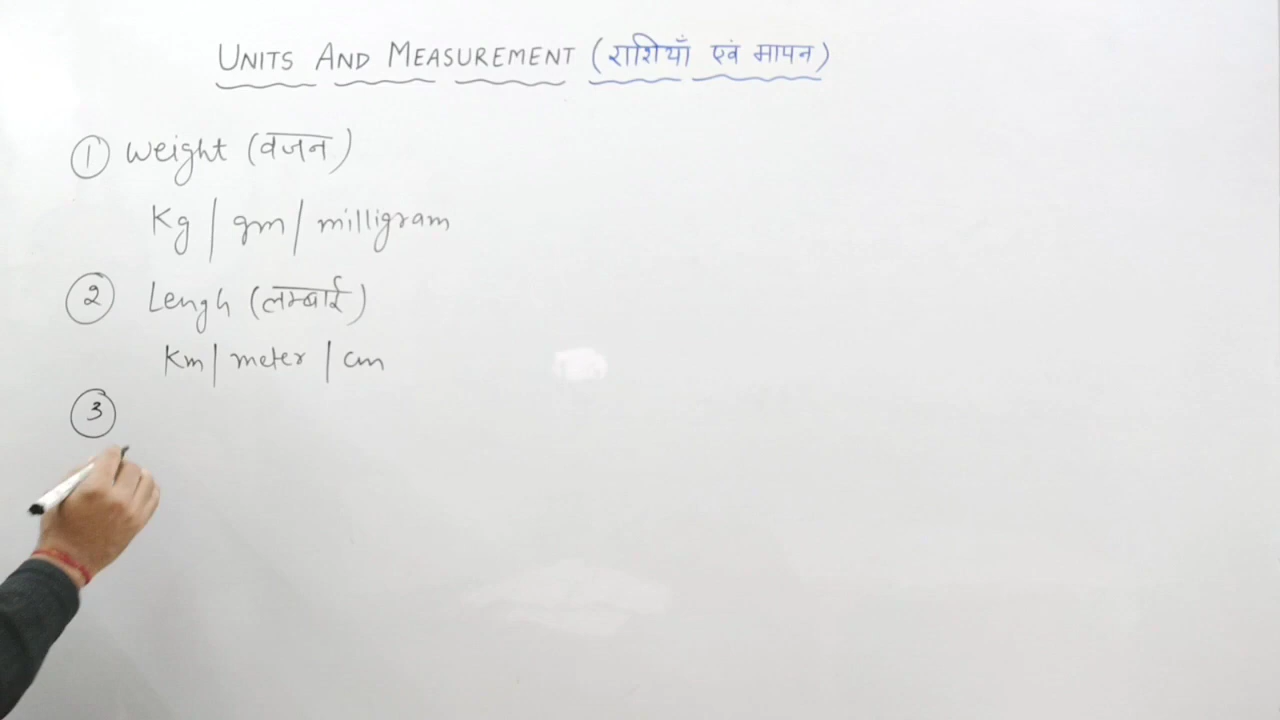 UNITS AND MEASUREMENT (राशियाँ एवं मापन)
① Weight (वजन)
Kg | gm | milligram
② Lengh (लम्बाई)
Km | meter | cm
③